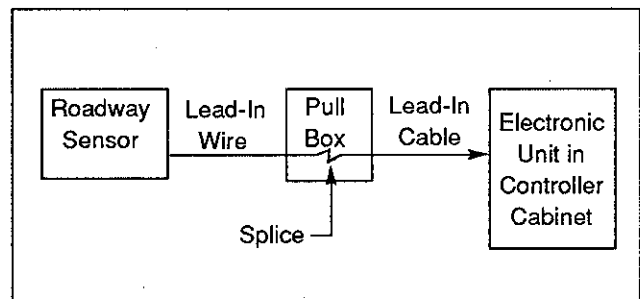 Roadway
Sensor
Lead-In
Wire
Pull
Box
Lead-In
Cable
Electronic
Unit in
Controller
Cabinet
Splice